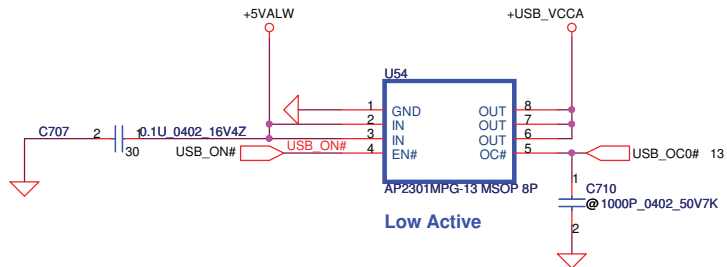 +5VALW
+USB_VCCA
U54
1 GND OUT 8
2 IN OUT 7
3 IN OUT 6
4 EN# OC# 5
C707 2 1 0.1U_0402_16V4Z
30
USB_ON# USB_ON#
USB_OC0# 13
AP2301MPG-13 MSOP 8P
Low Active
1
C710
@ 1000P_0402_50V7K
2